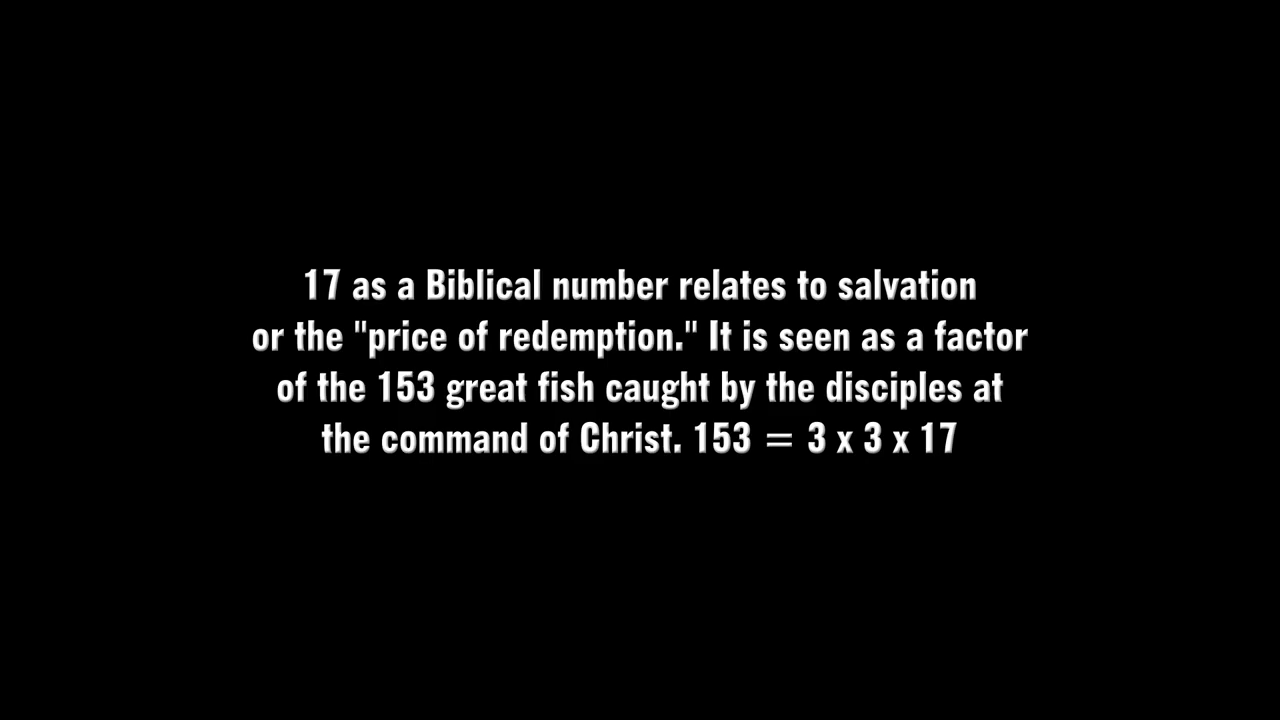 17 as a Biblical number relates to salvation
or the "price of redemption." It is seen as a factor
of the 153 great fish caught by the disciples at
the command of Christ. 153 = 3 x 3 x 17